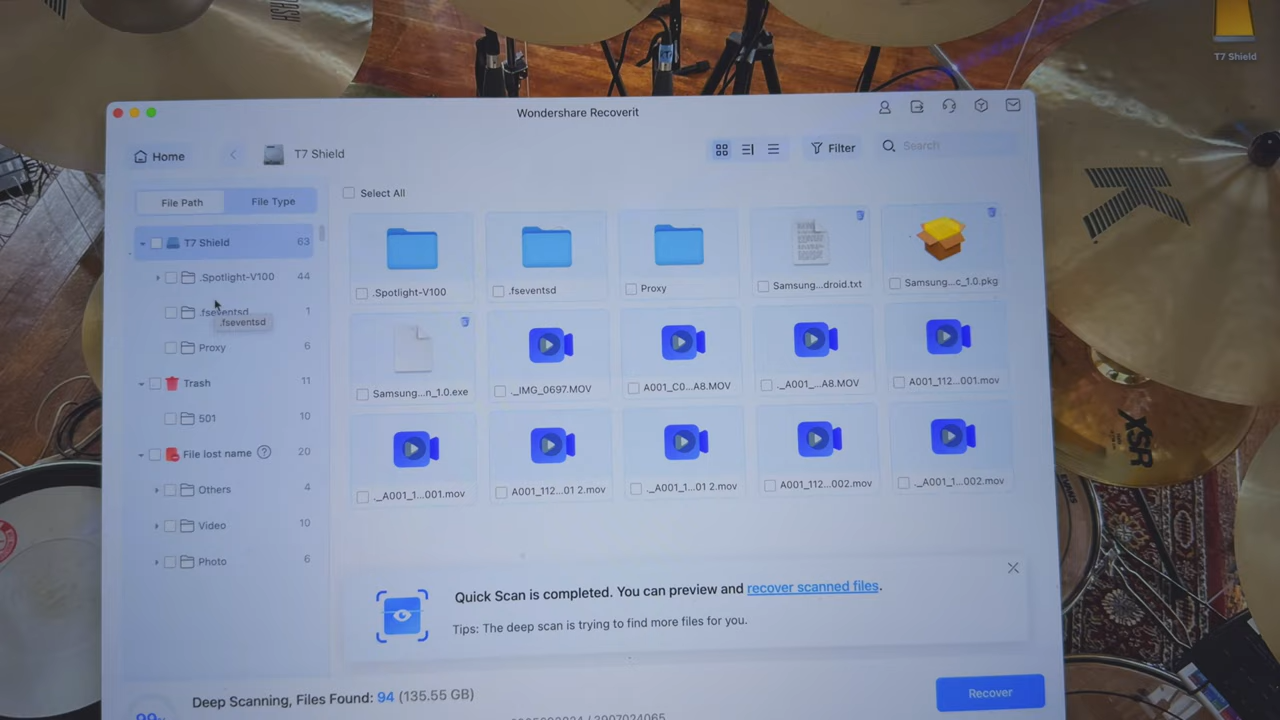 T7 Shield
Wondershare Recoverit
Home
T7 Shield
Filter
Search
File Path
File Type
Select All
T7 Shield 63
.Spotlight-V100 44
.fseventsd 1
.fseventsd
Proxy 6
Trash 11
501 10
File lost name ? 20
Others 4
Video 10
Photo 6
.Spotlight-V100
.fseventsd
Proxy
Samsung...droid.txt
Samsung...c_1.0.pkg
Samsung...n_1.0.exe
._IMG_0697.MOV
A001_C0...A8.MOV
._A001_...A8.MOV
A001_112...001.mov
._A001_1...001.mov
A001_112...01 2.mov
._A001_1...01 2.mov
A001_112...002.mov
._A001_1...002.mov
Quick Scan is completed. You can preview and recover scanned files.
Tips: The deep scan is trying to find more files for you.
Deep Scanning, Files Found: 94 (135.55 GB)
Recover
K
XSR